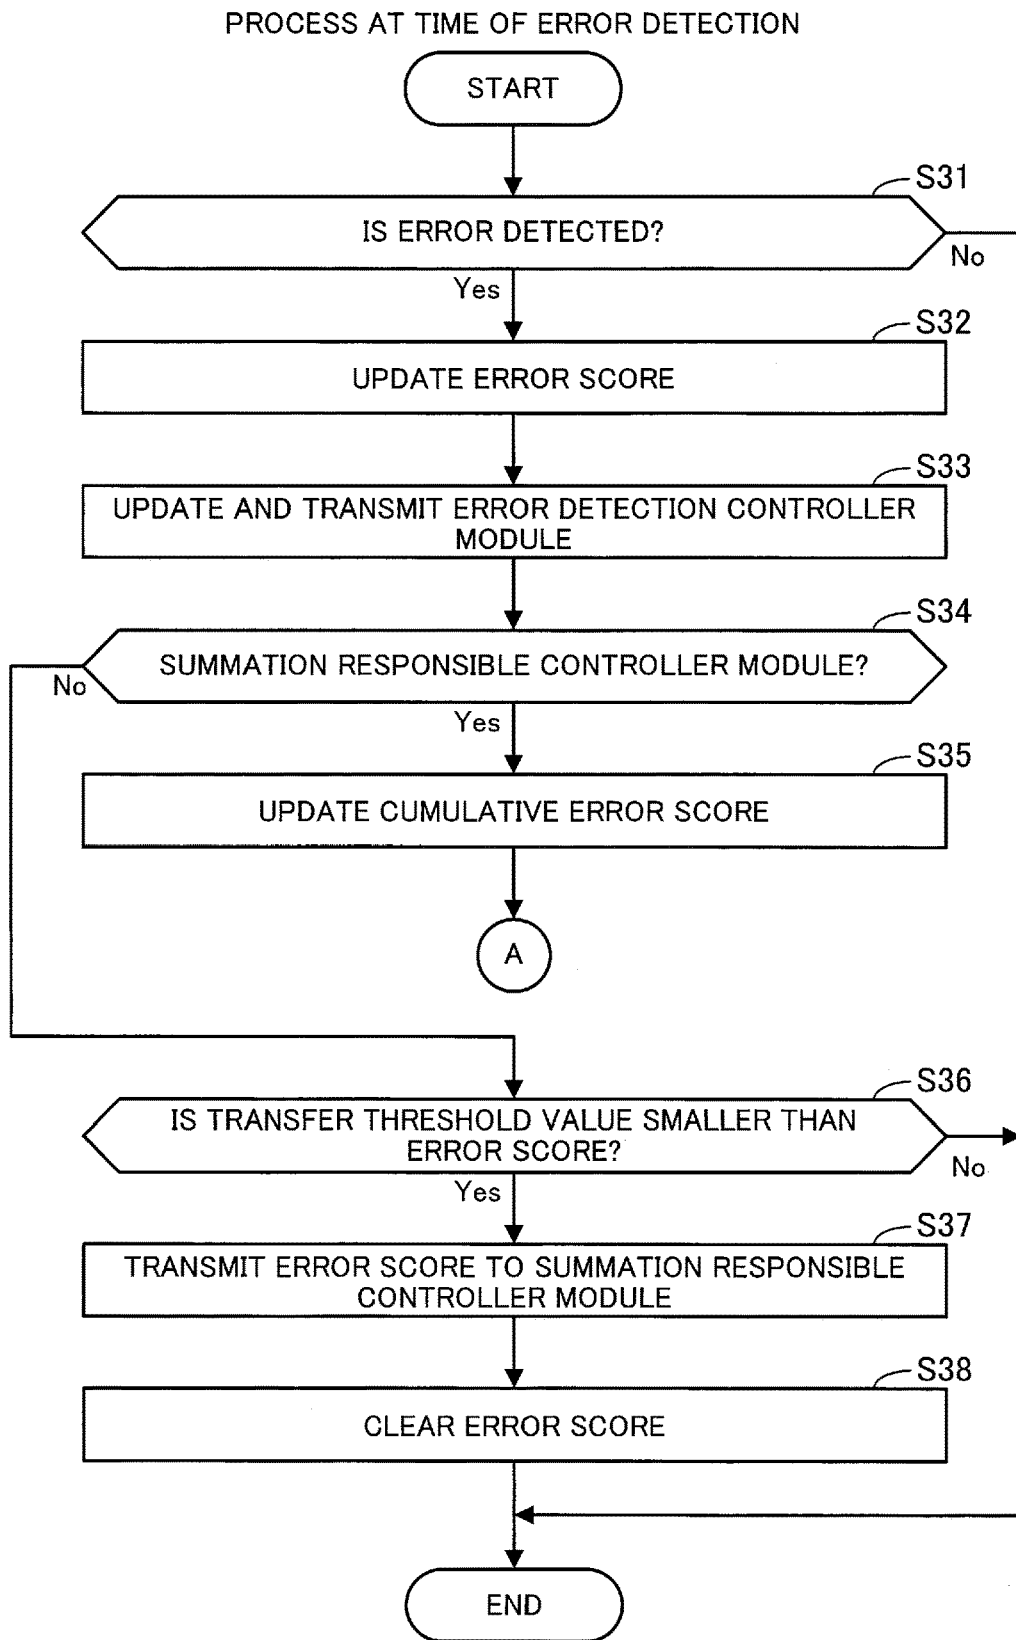 PROCESS AT TIME OF ERROR DETECTION
START
S31
IS ERROR DETECTED?
No
Yes
S32
UPDATE ERROR SCORE
S33
UPDATE AND TRANSMIT ERROR DETECTION CONTROLLER
MODULE
S34
SUMMATION RESPONSIBLE CONTROLLER MODULE?
No
Yes
S35
UPDATE CUMULATIVE ERROR SCORE
A
S36
IS TRANSFER THRESHOLD VALUE SMALLER THAN
ERROR SCORE?
No
Yes
S37
TRANSMIT ERROR SCORE TO SUMMATION RESPONSIBLE
CONTROLLER MODULE
S38
CLEAR ERROR SCORE
END